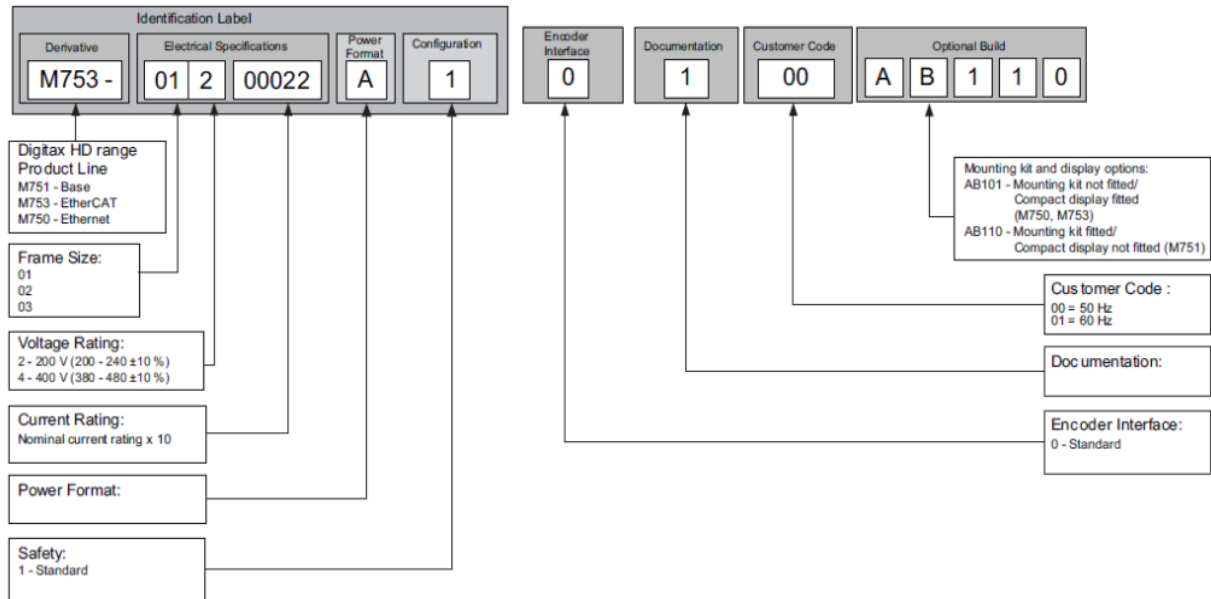 Identification Label
Derivative
Electrical Specifications
Power Format
Configuration
Encoder Interface
Documentation
Customer Code
Optional Build
M753 -
01 2 00022
A
1
0
1
00
A B 1 1 0
Digitax HD range
Product Line
M751 - Base
M753 - EtherCAT
M750 - Ethernet
Frame Size:
01
02
03
Voltage Rating:
2 - 200 V (200 - 240 ±10 %)
4 - 400 V (380 - 480 ±10 %)
Current Rating:
Nominal current rating x 10
Power Format:
Safety:
1 - Standard
Mounting kit and display options:
AB101 - Mounting kit not fitted/
Compact display fitted
(M750, M753)
AB110 - Mounting kit fitted/
Compact display not fitted (M751)
Customer Code :
00 = 50 Hz
01 = 60 Hz
Documentation:
Encoder Interface:
0 - Standard